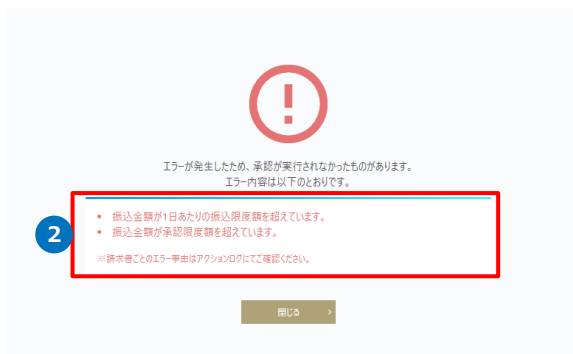 エラーが発生したため、承認が実行されなかったものがあります。
エラー内容は以下のとおりです。
2
• 振込金額が1日あたりの振込限度額を超えています。
• 振込金額が承認限度額を超えています。
※請求書ごとのエラー事由はアクションログにてご確認ください。
閉じる >